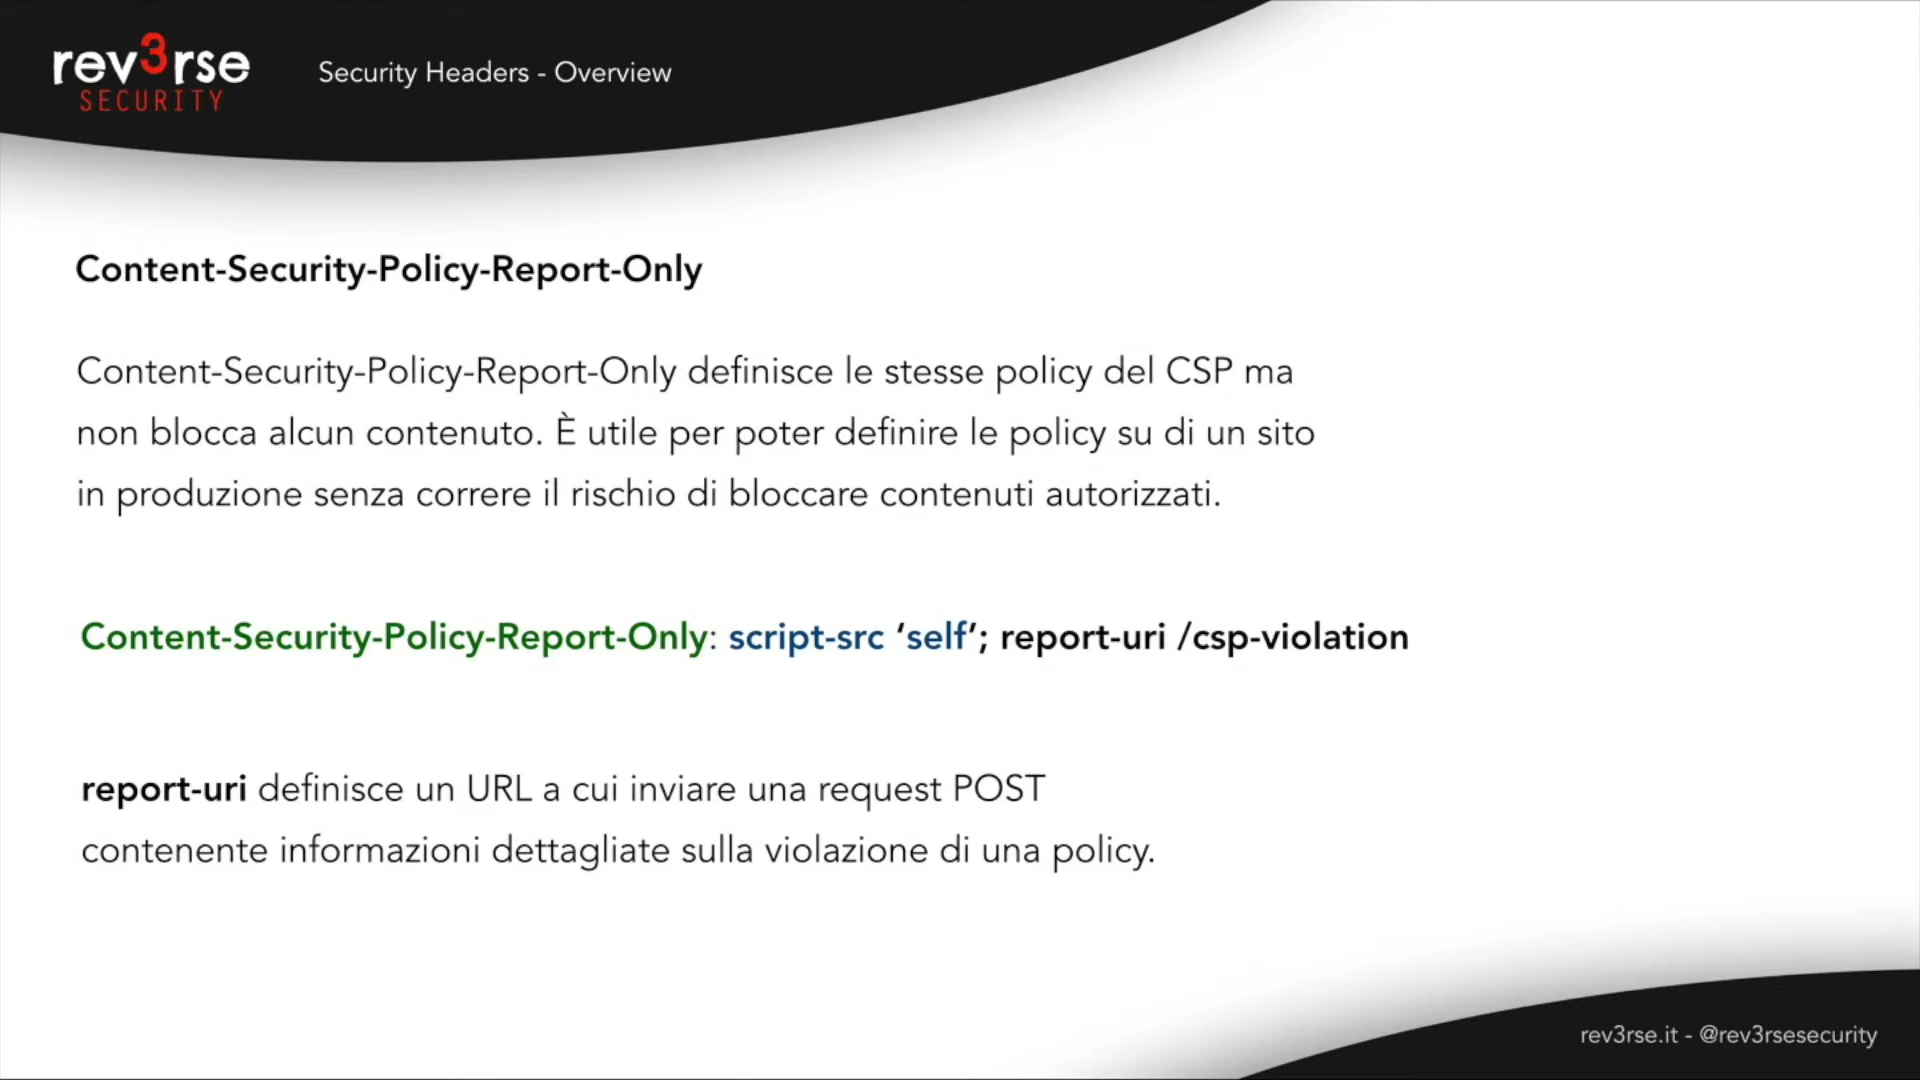 rev3rse
SECURITY
Security Headers - Overview
Content-Security-Policy-Report-Only
Content-Security-Policy-Report-Only definisce le stesse policy del CSP ma
non blocca alcun contenuto. È utile per poter definire le policy su di un sito
in produzione senza correre il rischio di bloccare contenuti autorizzati.
Content-Security-Policy-Report-Only: script-src ‘self’; report-uri /csp-violation
report-uri definisce un URL a cui inviare una request POST
contenente informazioni dettagliate sulla violazione di una policy.
rev3rse.it - @rev3rsesecurity